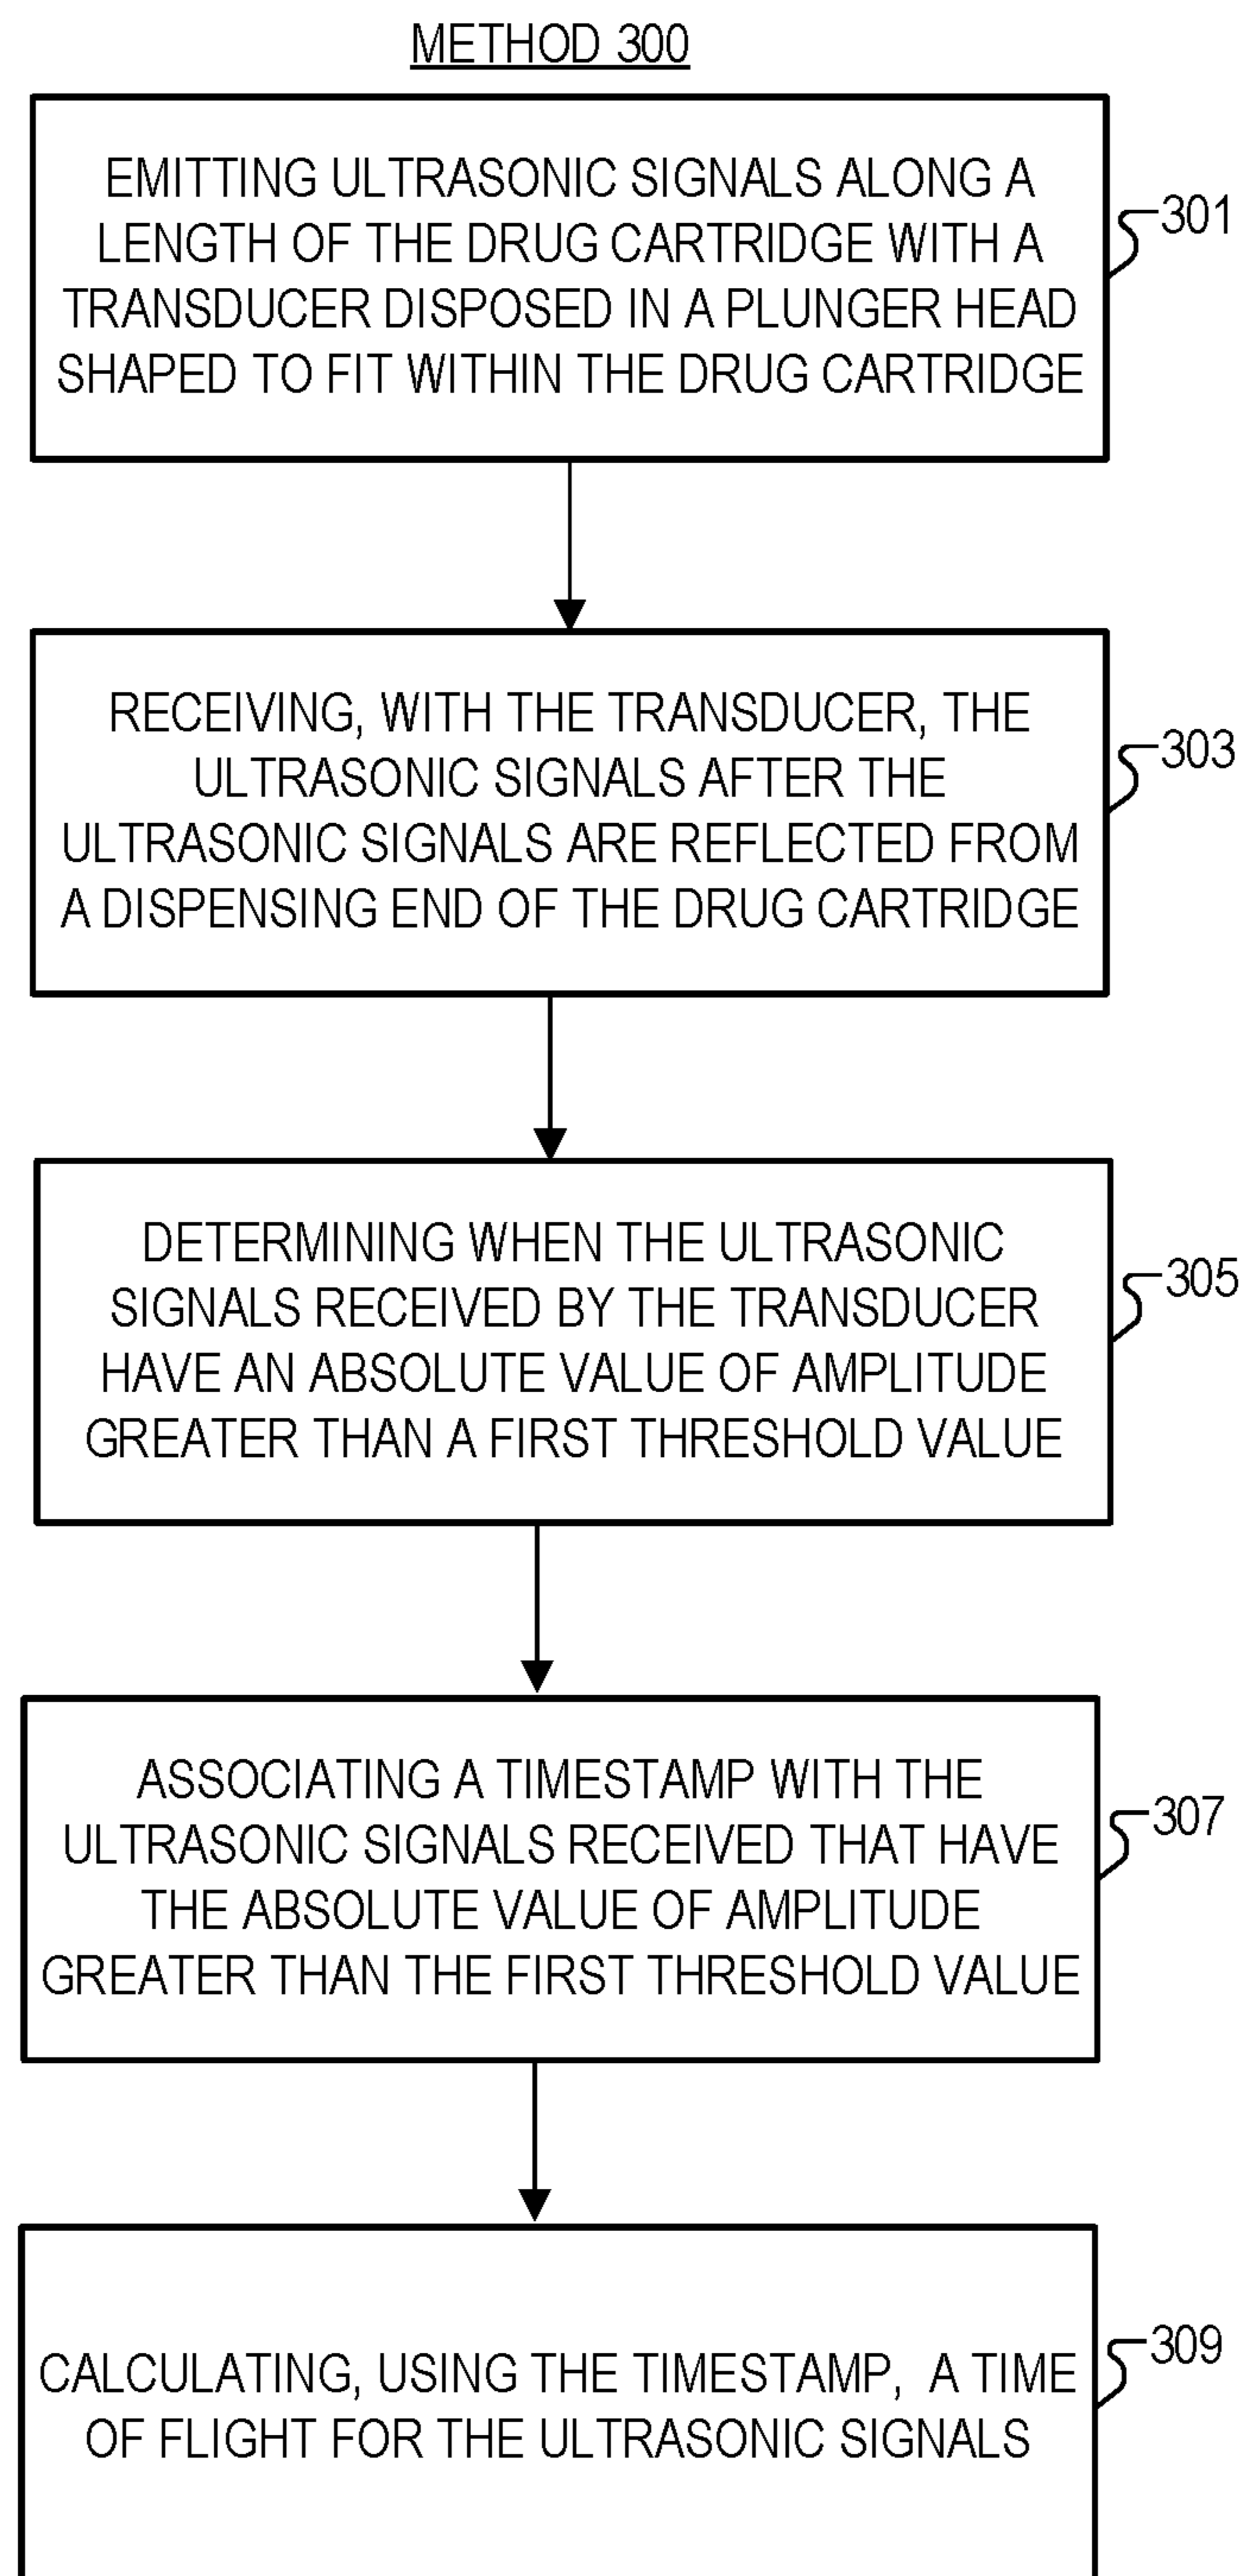 METHOD 300
EMITTING ULTRASONIC SIGNALS ALONG A
LENGTH OF THE DRUG CARTRIDGE WITH A
TRANSDUCER DISPOSED IN A PLUNGER HEAD
SHAPED TO FIT WITHIN THE DRUG CARTRIDGE
301
RECEIVING, WITH THE TRANSDUCER, THE
ULTRASONIC SIGNALS AFTER THE
ULTRASONIC SIGNALS ARE REFLECTED FROM
A DISPENSING END OF THE DRUG CARTRIDGE
303
DETERMINING WHEN THE ULTRASONIC
SIGNALS RECEIVED BY THE TRANSDUCER
HAVE AN ABSOLUTE VALUE OF AMPLITUDE
GREATER THAN A FIRST THRESHOLD VALUE
305
ASSOCIATING A TIMESTAMP WITH THE
ULTRASONIC SIGNALS RECEIVED THAT HAVE
THE ABSOLUTE VALUE OF AMPLITUDE
GREATER THAN THE FIRST THRESHOLD VALUE
307
CALCULATING, USING THE TIMESTAMP, A TIME
OF FLIGHT FOR THE ULTRASONIC SIGNALS
309